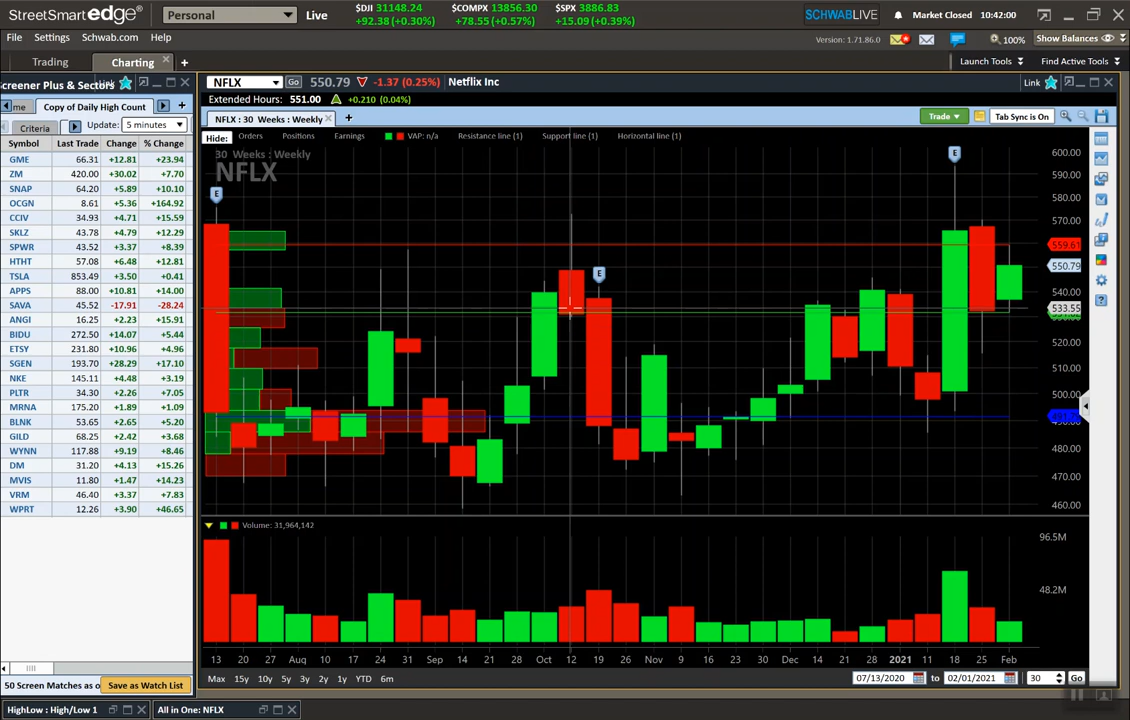 StreetSmart edge Personal Live $DJI 31148.24 $COMPX 13856.30 $SPX 3886.83 SCHWABLIVE Market Closed 10:42:00
+92.38 (+0.30%) +78.55 (+0.57%) +15.09 (+0.39%)
File Settings Schwab.com Help Version: 1.71.86.0 100% Show Balances
Trading Charting + Launch Tools Find Active Tools
creener Plus & Sectors Link NFLX Go 550.79 -1.37 (0.25%) Netflix Inc Link
Extended Hours: 551.00 +0.210 (0.04%)
me Copy of Daily High Count +
NFLX : 30 Weeks : Weekly + Trade Tab Sync is On
Criteria Update: 5 minutes
Hide: Orders Positions Earnings VAP: n/a Resistance line (1) Support line (1) Horizontal line (1)
Symbol Last Trade Change % Change
30 Weeks : Weekly
NFLX
GME 66.31 +12.81 +23.94
ZM 420.00 +30.02 +7.70
SNAP 64.20 +5.89 +10.10
OCGN 8.61 +5.36 +164.92
CCIV 34.93 +4.71 +15.59
SKLZ 43.78 +4.79 +12.29
SPWR 43.52 +3.37 +8.39
HTHT 57.08 +6.48 +12.81
TSLA 853.49 +3.50 +0.41
APPS 88.00 +10.81 +14.00
SAVA 45.52 -17.91 -28.24
ANGI 16.25 +2.23 +15.91
BIDU 272.50 +14.07 +5.44
ETSY 231.80 +10.96 +4.96
SGEN 193.70 +28.29 +17.10
NKE 145.11 +4.48 +3.19
PLTR 34.30 +2.26 +7.05
MRNA 175.20 +1.89 +1.09
BLNK 53.65 +2.65 +5.20
GILD 68.25 +2.42 +3.68
WYNN 117.88 +9.19 +8.46
DM 31.20 +4.13 +15.26
MVIS 11.80 +1.47 +14.23
VRM 46.40 +3.37 +7.83
WPRT 12.26 +3.90 +46.65
E
E
E
600.00
590.00
580.00
570.00
559.61
550.79
540.00
533.55
520.00
510.00
500.00
480.00
470.00
460.00
Volume: 31,964,142
96.5M
48.2M
13 20 27 Aug 10 17 24 31 Sep 14 21 28 Oct 12 19 26 Nov 9 16 23 30 Dec 14 21 28 2021 11 18 25 Feb
Max 15y 10y 5y 3y 2y 1y YTD 6m 07/13/2020 to 02/01/2021 30 Go
50 Screen Matches as o Save as Watch List
HighLow : High/Low 1 All in One: NFLX